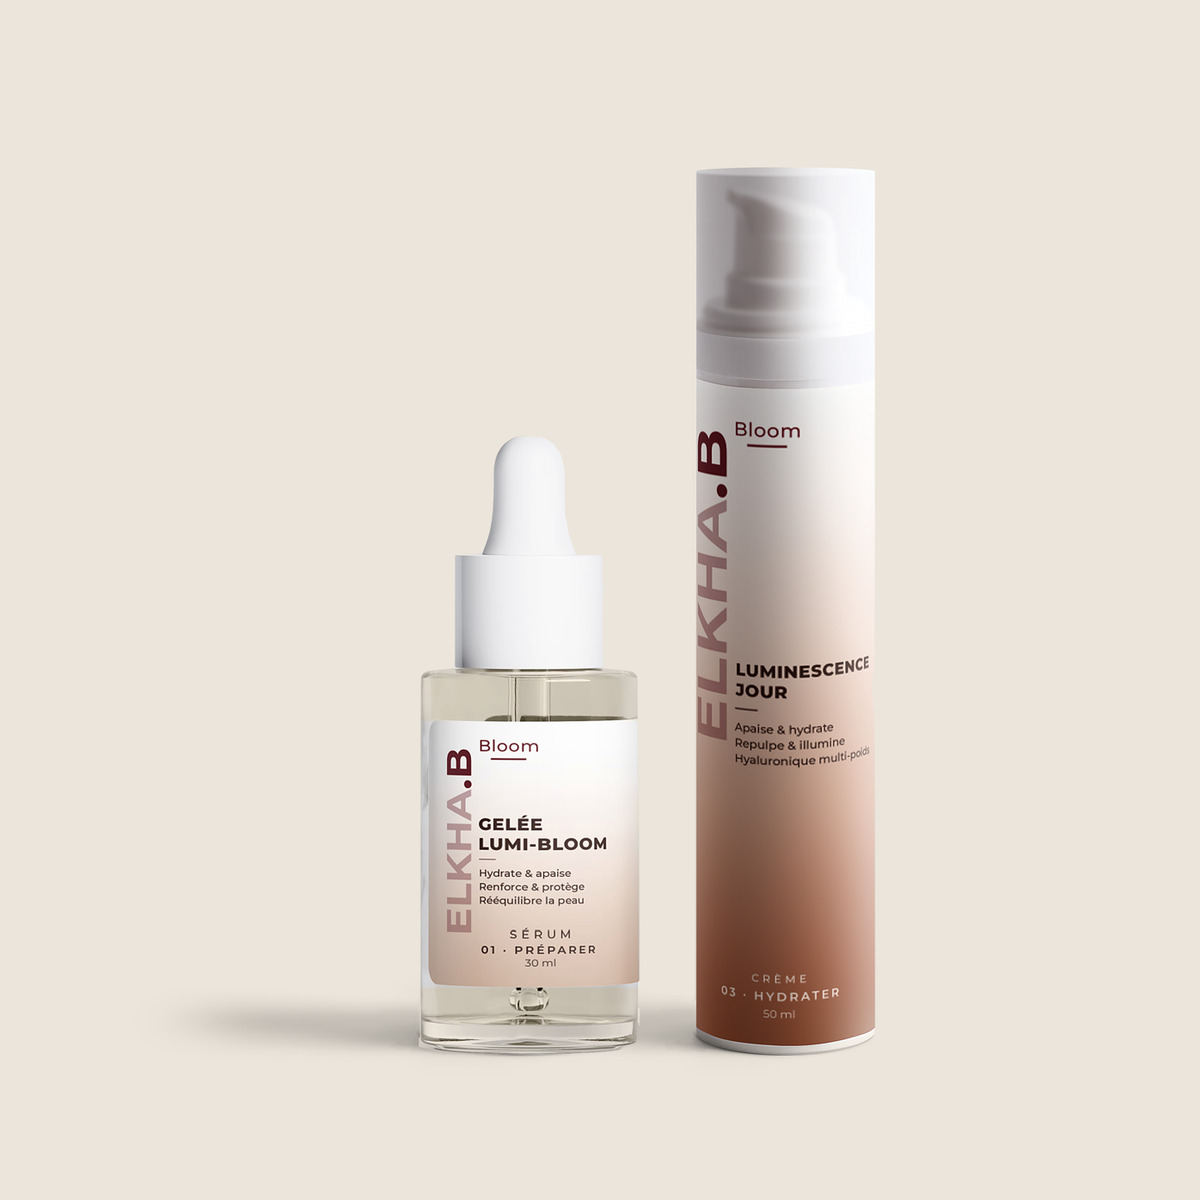 ELKHA.B
Bloom
GELÉE
LUMI-BLOOM
Hydrate & apaise
Renforce & protège
Rééquilibre la peau
SÉRUM
01 · PRÉPARER
30 ml
ELKHA.B
Bloom
LUMINESCENCE
JOUR
Apaise & hydrate
Repulpe & illumine
Hyaluronique multi-poids
CRÈME
03 · HYDRATER
50 ml